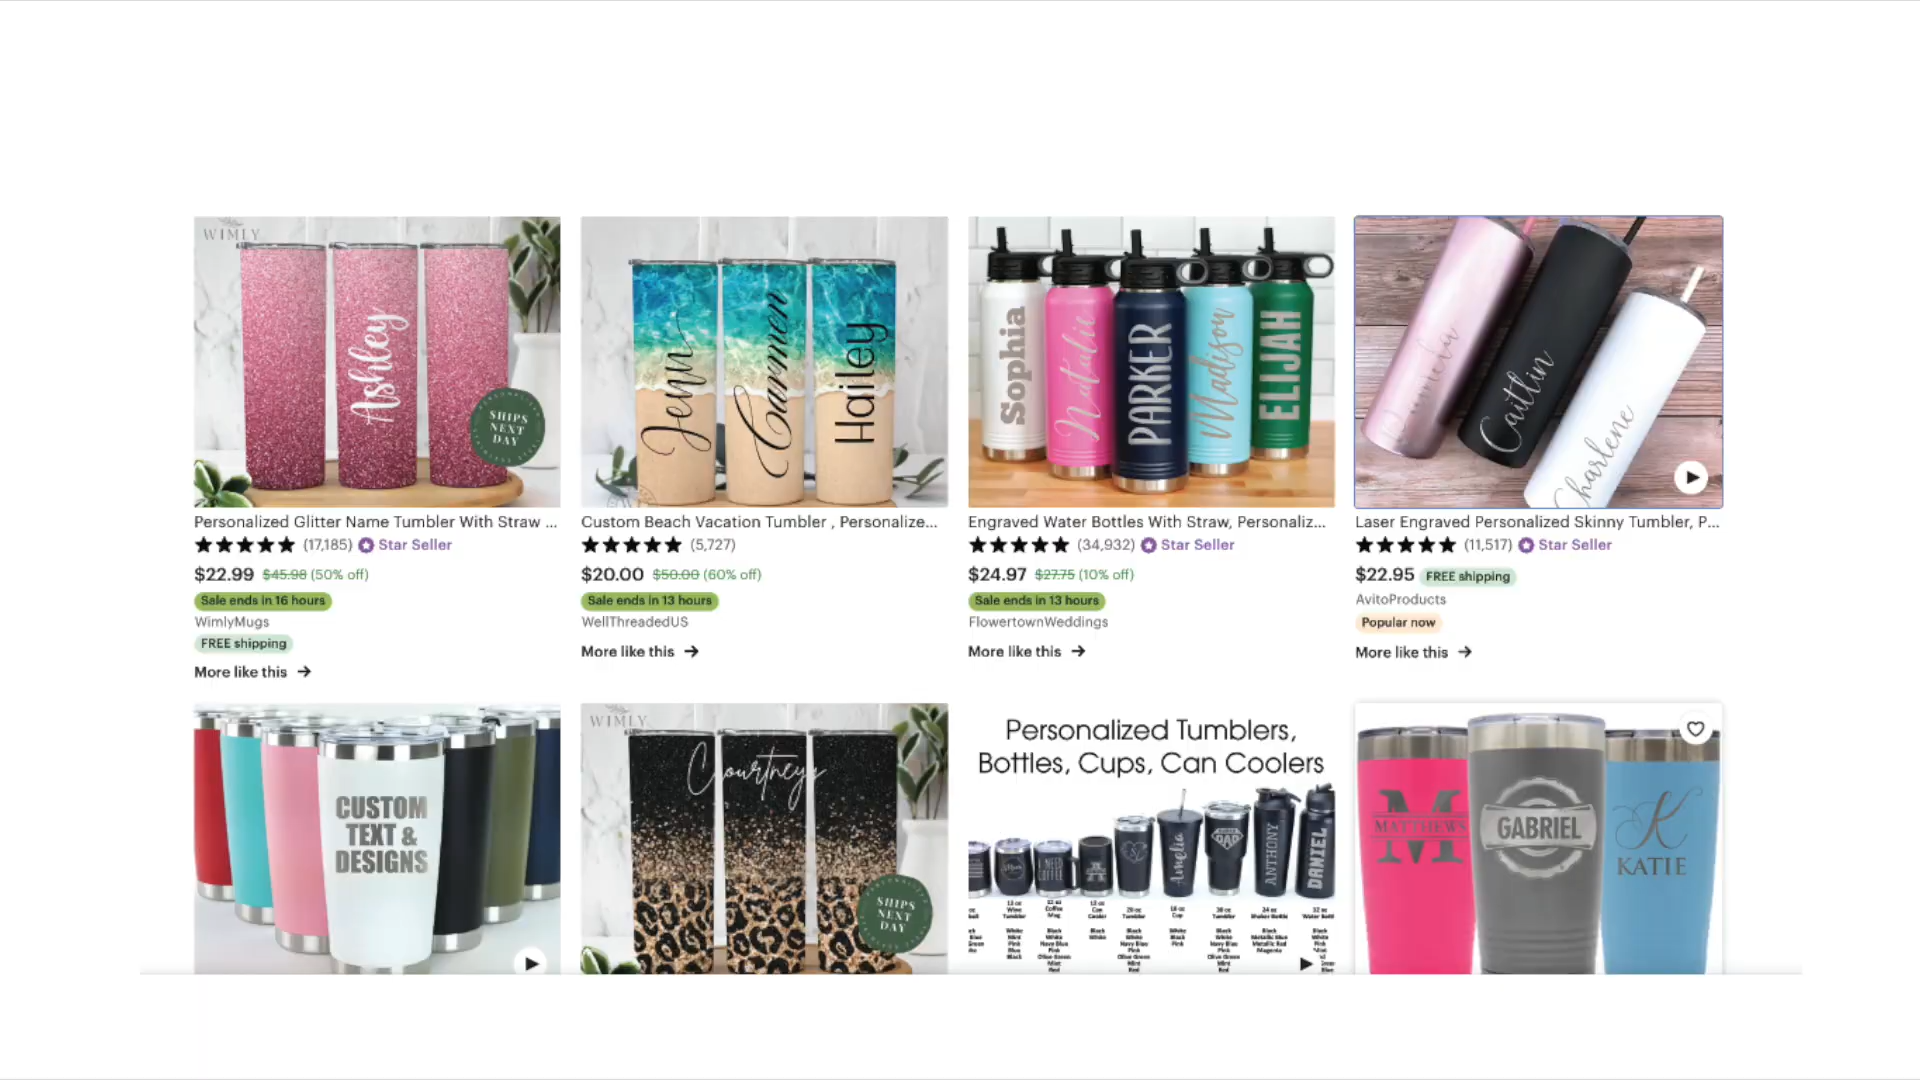 WIMLY
Ashley
SHIPS
NEXT
DAY
Jenn
Carmen
Hailey
Sophia
Natalie
PARKER
Madison
ELIJAH
Caitlin
Charlene
Personalized Glitter Name Tumbler With Straw ...
(17,185) Star Seller
$22.99 $45.98 (50% off)
Sale ends in 16 hours
WimlyMugs
FREE shipping
More like this →
Custom Beach Vacation Tumbler , Personalize...
(5,727)
$20.00 $50.00 (60% off)
Sale ends in 13 hours
WellThreadedUS
More like this →
Engraved Water Bottles With Straw, Personaliz...
(34,932) Star Seller
$24.97 $27.75 (10% off)
Sale ends in 13 hours
FlowertownWeddings
More like this →
Laser Engraved Personalized Skinny Tumbler, P...
(11,517) Star Seller
$22.95 FREE shipping
AvitoProducts
Popular now
More like this →
CUSTOM
TEXT &
DESIGNS
WIMLY
Courtney
SHIPS
NEXT
DAY
Personalized Tumblers,
Bottles, Cups, Can Coolers
Amelia
DAD
ANTHONY
DANIEL
M
MATTHEWS
GABRIEL
K
KATIE